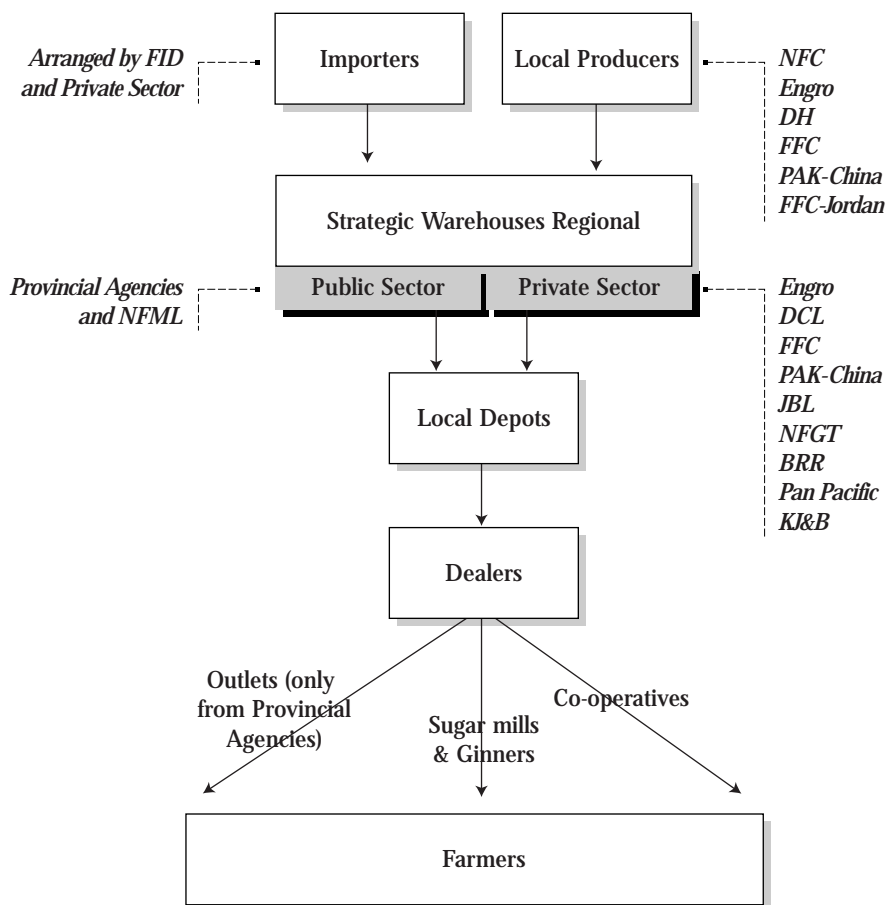 Arranged by FID
and Private Sector
Importers
Local Producers
NFC
Engro
DH
FFC
PAK-China
FFC-Jordan
Strategic Warehouses Regional
Provincial Agencies
and NFML
Public Sector
Private Sector
Engro
DCL
FFC
PAK-China
JBL
NFGT
BRR
Pan Pacific
KJ&B
Local Depots
Dealers
Outlets (only
from Provincial
Agencies)
Sugar mills
& Ginners
Co-operatives
Farmers